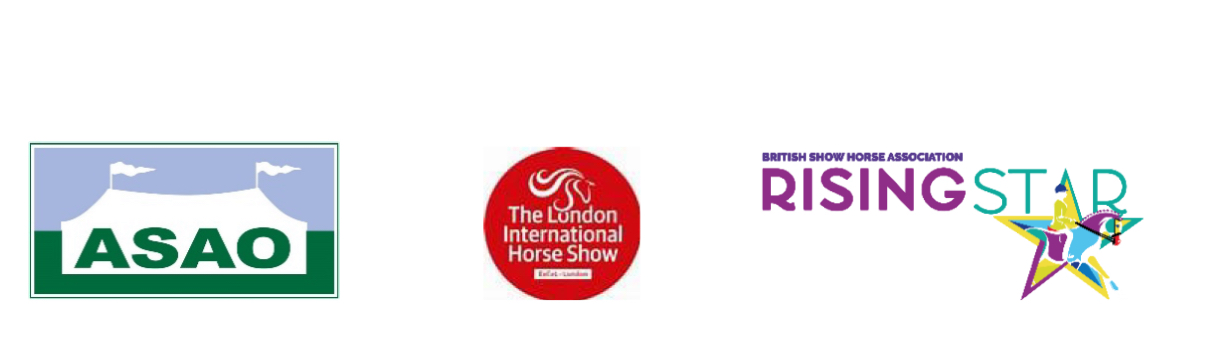 ASAO
The London
International
Horse Show
ExCeL - London
BRITISH SHOW HORSE ASSOCIATION
RISINGSTAR